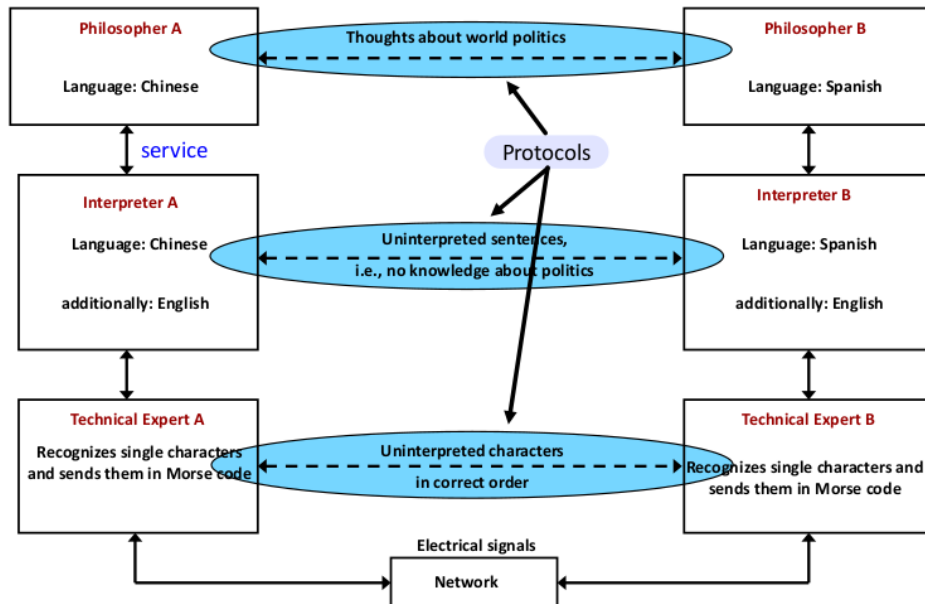 Philosopher A
Thoughts about world politics
Philosopher B
Language: Chinese
Language: Spanish
service
Protocols
Interpreter A
Interpreter B
Language: Chinese
Uninterpreted sentences,
Language: Spanish
i.e., no knowledge about politics
additionally: English
additionally: English
Technical Expert A
Technical Expert B
Recognizes single characters
and sends them in Morse code
Uninterpreted characters
in correct order
Recognizes single characters and
sends them in Morse code
Electrical signals
Network